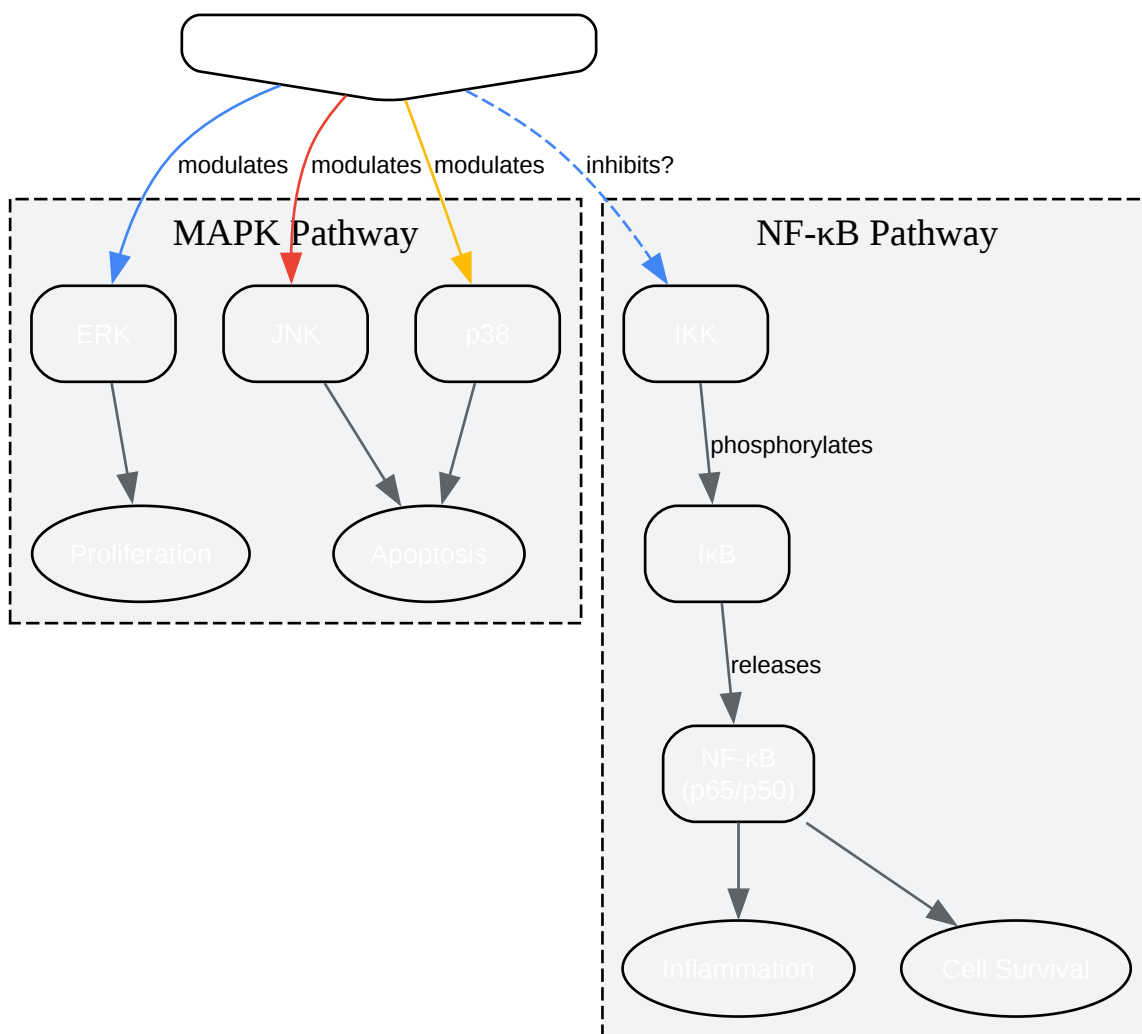 modulates
modulates
modulates
inhibits?
MAPK Pathway
NF-κB Pathway
ERK
JNK
p38
IKK
phosphorylates
Proliferation
Apoptosis
IκB
releases
NF-κB
(p65/p50)
Inflammation
Cell Survival